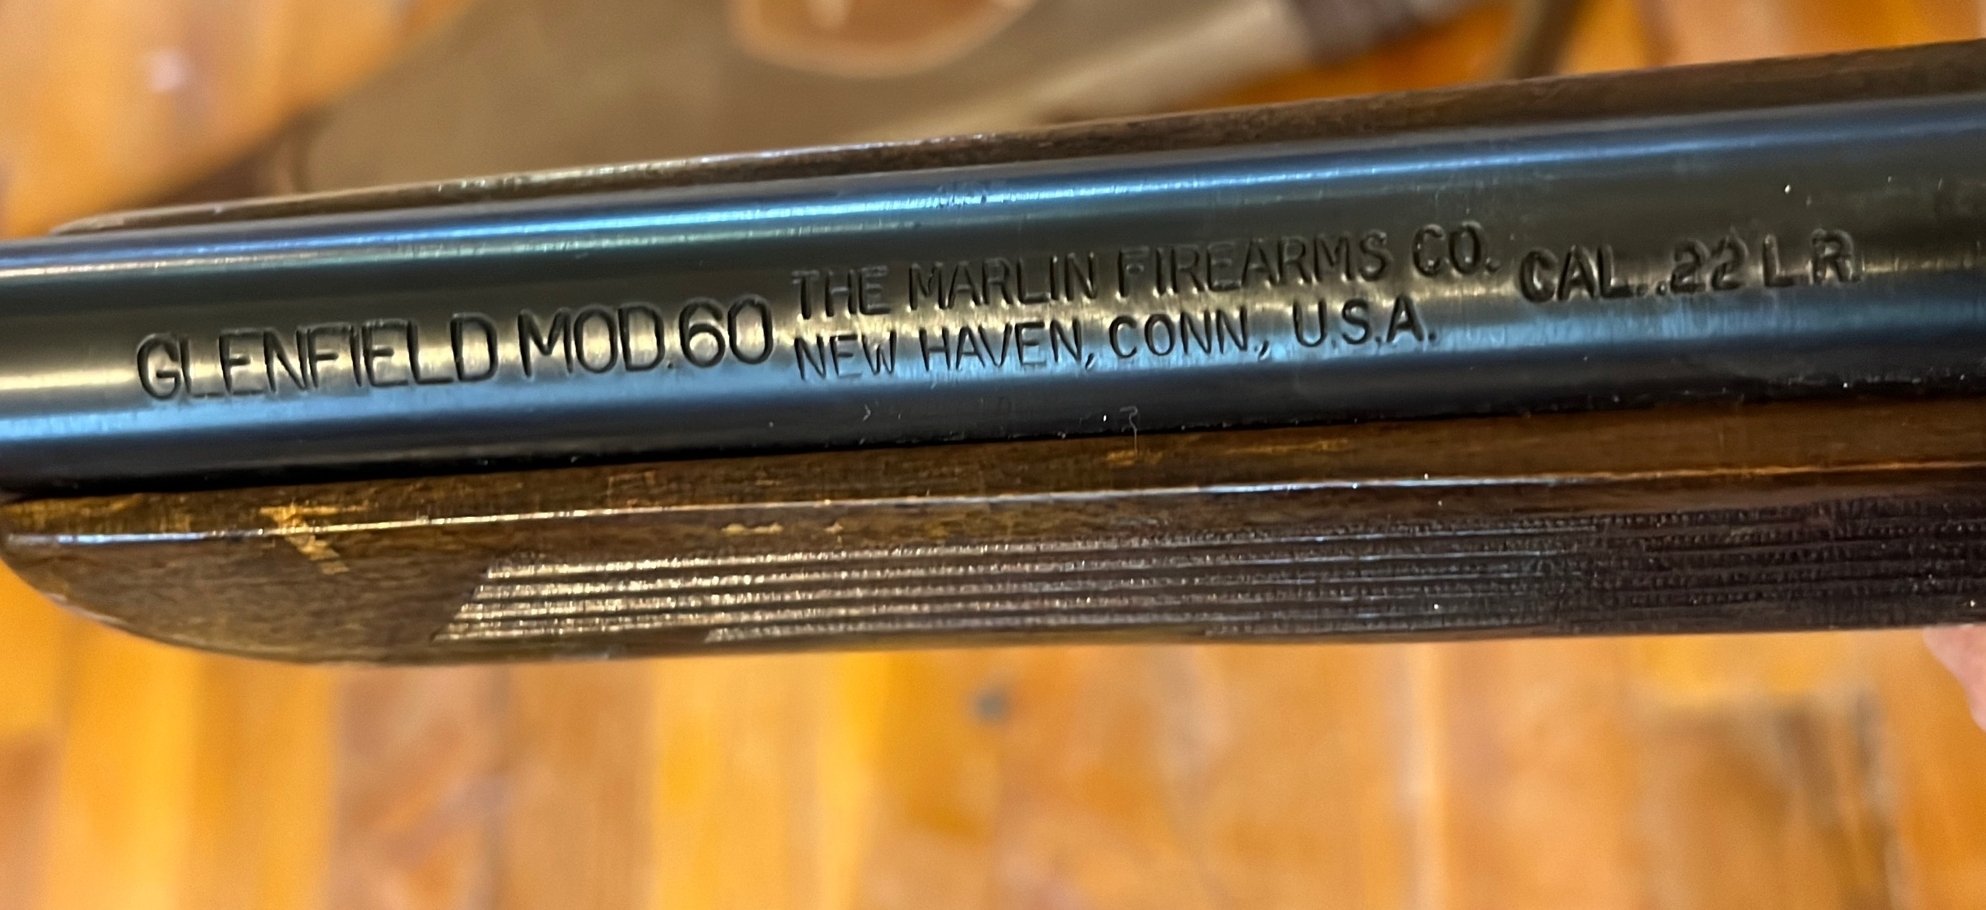 GLENFIELD MOD.60
THE MARLIN FIREARMS CO.
NEW HAVEN, CONN., U.S.A.
CAL. .22 L.R.